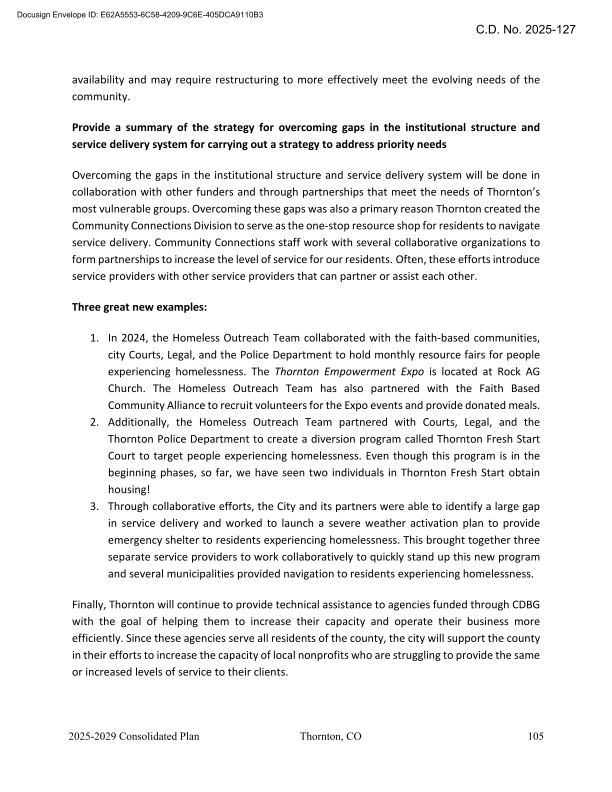 Docusign Envelope ID: E62A5553-6C58-4209-9C6E-405DCA9110B3
C.D. No. 2025-127
availability and may require restructuring to more effectively meet the evolving needs of the
community.
Provide a summary of the strategy for overcoming gaps in the institutional structure and
service delivery system for carrying out a strategy to address priority needs
Overcoming the gaps in the institutional structure and service delivery system will be done in
collaboration with other funders and through partnerships that meet the needs of Thornton's
most vulnerable groups. Overcoming these gaps was also a primary reason Thornton created the
Community Connections Division to serve as the one-stop resource shop for residents to navigate
service delivery. Community Connections staff work with several collaborative organizations to
form partnerships to increase the level of service for our residents. Often, these efforts introduce
service providers with other service providers that can partner or assist each other.
Three great new examples:
1. In 2024, the Homeless Outreach Team collaborated with the faith-based communities,
city Courts, Legal, and the Police Department to hold monthly resource fairs for people
experiencing homelessness. The Thornton Empowerment Expo is located at Rock AG
Church. The Homeless Outreach Team has also partnered with the Faith Based
Community Alliance to recruit volunteers for the Expo events and provide donated meals.
2. Additionally, the Homeless Outreach Team partnered with Courts, Legal, and the
Thornton Police Department to create a diversion program called Thornton Fresh Start
Court to target people experiencing homelessness. Even though this program is in the
beginning phases, so far, we have seen two individuals in Thornton Fresh Start obtain
housing!
3. Through collaborative efforts, the City and its partners were able to identify a large gap
in service delivery and worked to launch a severe weather activation plan to provide
emergency shelter to residents experiencing homelessness. This brought together three
separate service providers to work collaboratively to quickly stand up this new program
and several municipalities provided navigation to residents experiencing homelessness.
Finally, Thornton will continue to provide technical assistance to agencies funded through CDBG
with the goal of helping them to increase their capacity and operate their business more
efficiently. Since these agencies serve all residents of the county, the city will support the county
in their efforts to increase the capacity of local nonprofits who are struggling to provide the same
or increased levels of service to their clients.
2025-2029 Consolidated Plan Thornton, CO 105